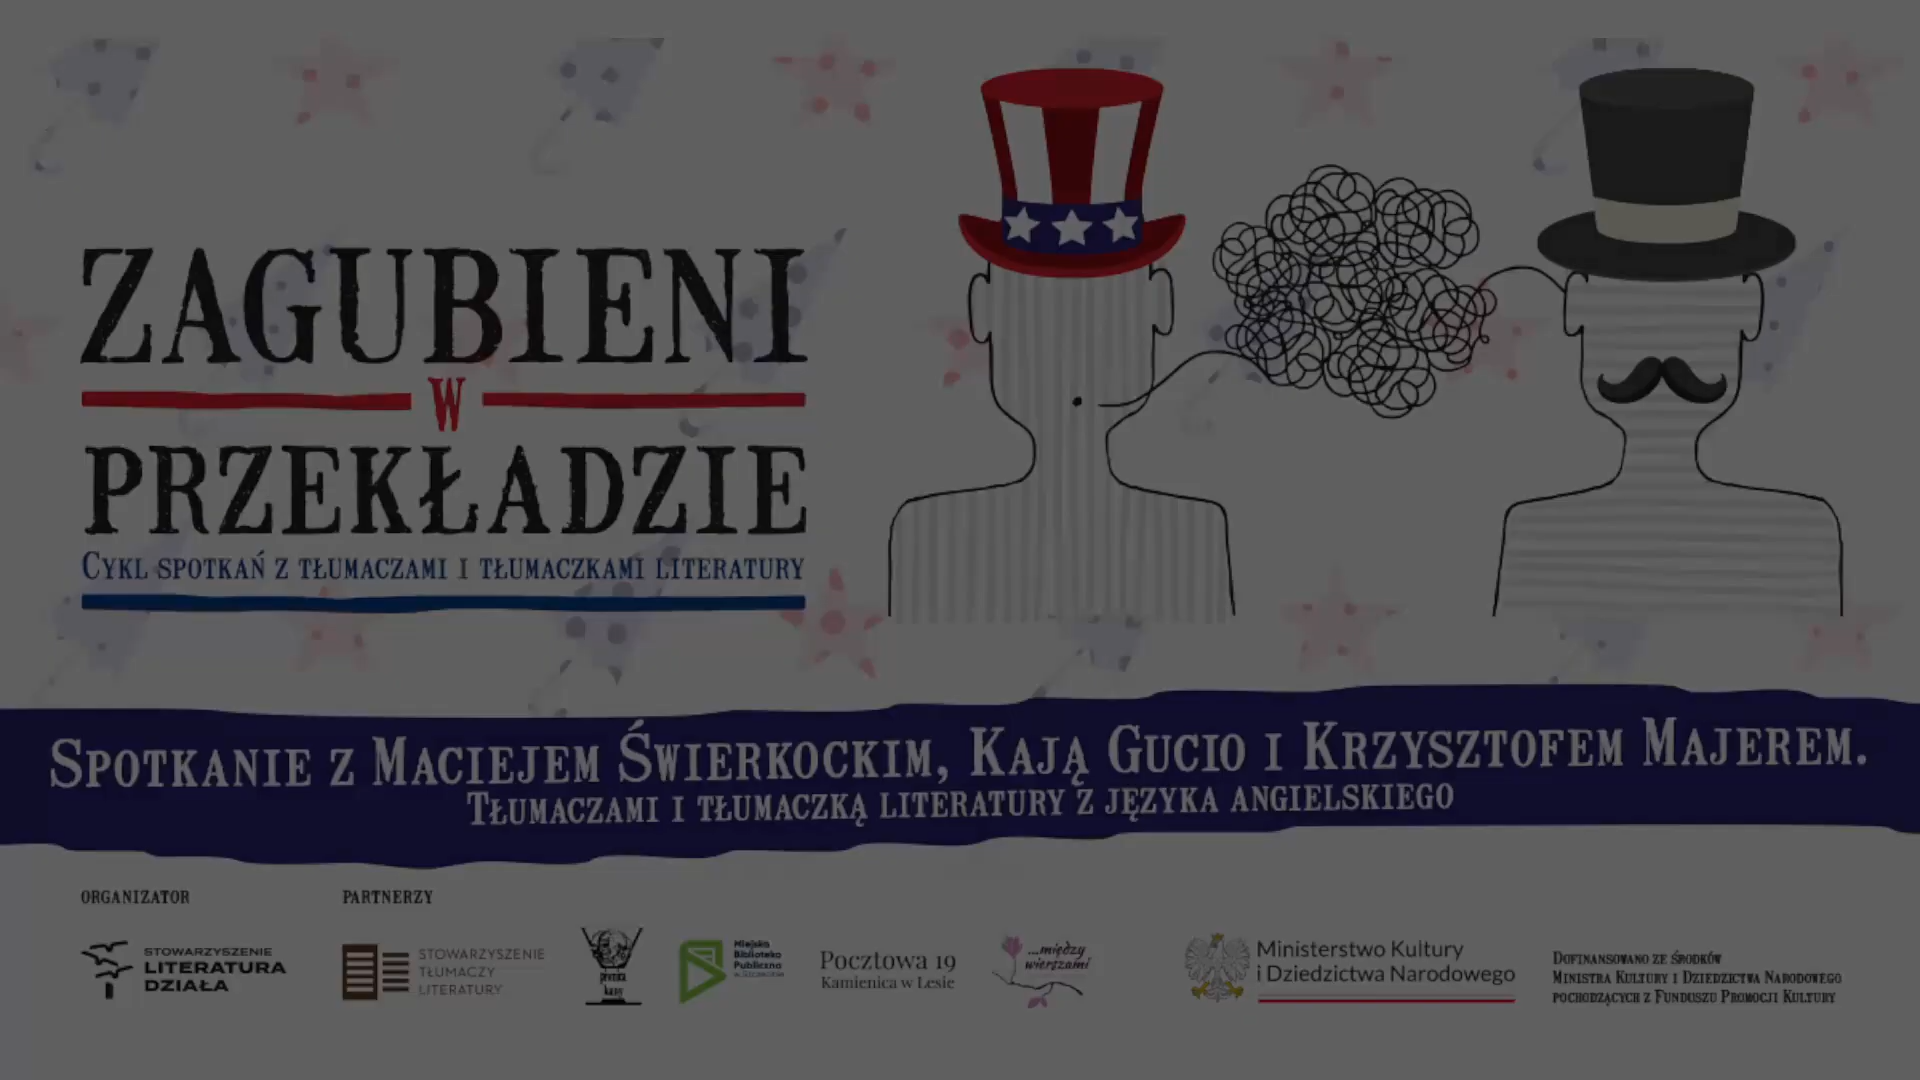 ZAGUBIENI
W
PRZEKŁADZIE
CYKL SPOTKAŃ Z TŁUMACZAMI I TŁUMACZKAMI LITERATURY
SPOTKANIE Z MACIEJEM ŚWIERKOCKIM, KAJĄ GUCIO I KRZYSZTOFEM MAJEREM.
TŁUMACZAMI I TŁUMACZKĄ LITERATURY Z JĘZYKA ANGIELSKIEGO
ORGANIZATOR
PARTNERZY
STOWARZYSZENIE
LITERATURA
DZIAŁA
STOWARZYSZENIE
TŁUMACZY
LITERATURY
Miejska
Biblioteka
Publiczna
Pocztowa 19
Kamienica w Lesie
...między
wierszami
Ministerstwo Kultury
i Dziedzictwa Narodowego
DOFINANSOWANO ZE ŚRODKÓW
MINISTRA KULTURY I DZIEDZICTWA NARODOWEGO
POCHODZĄCYCH Z FUNDUSZU PROMOCJI KULTURY